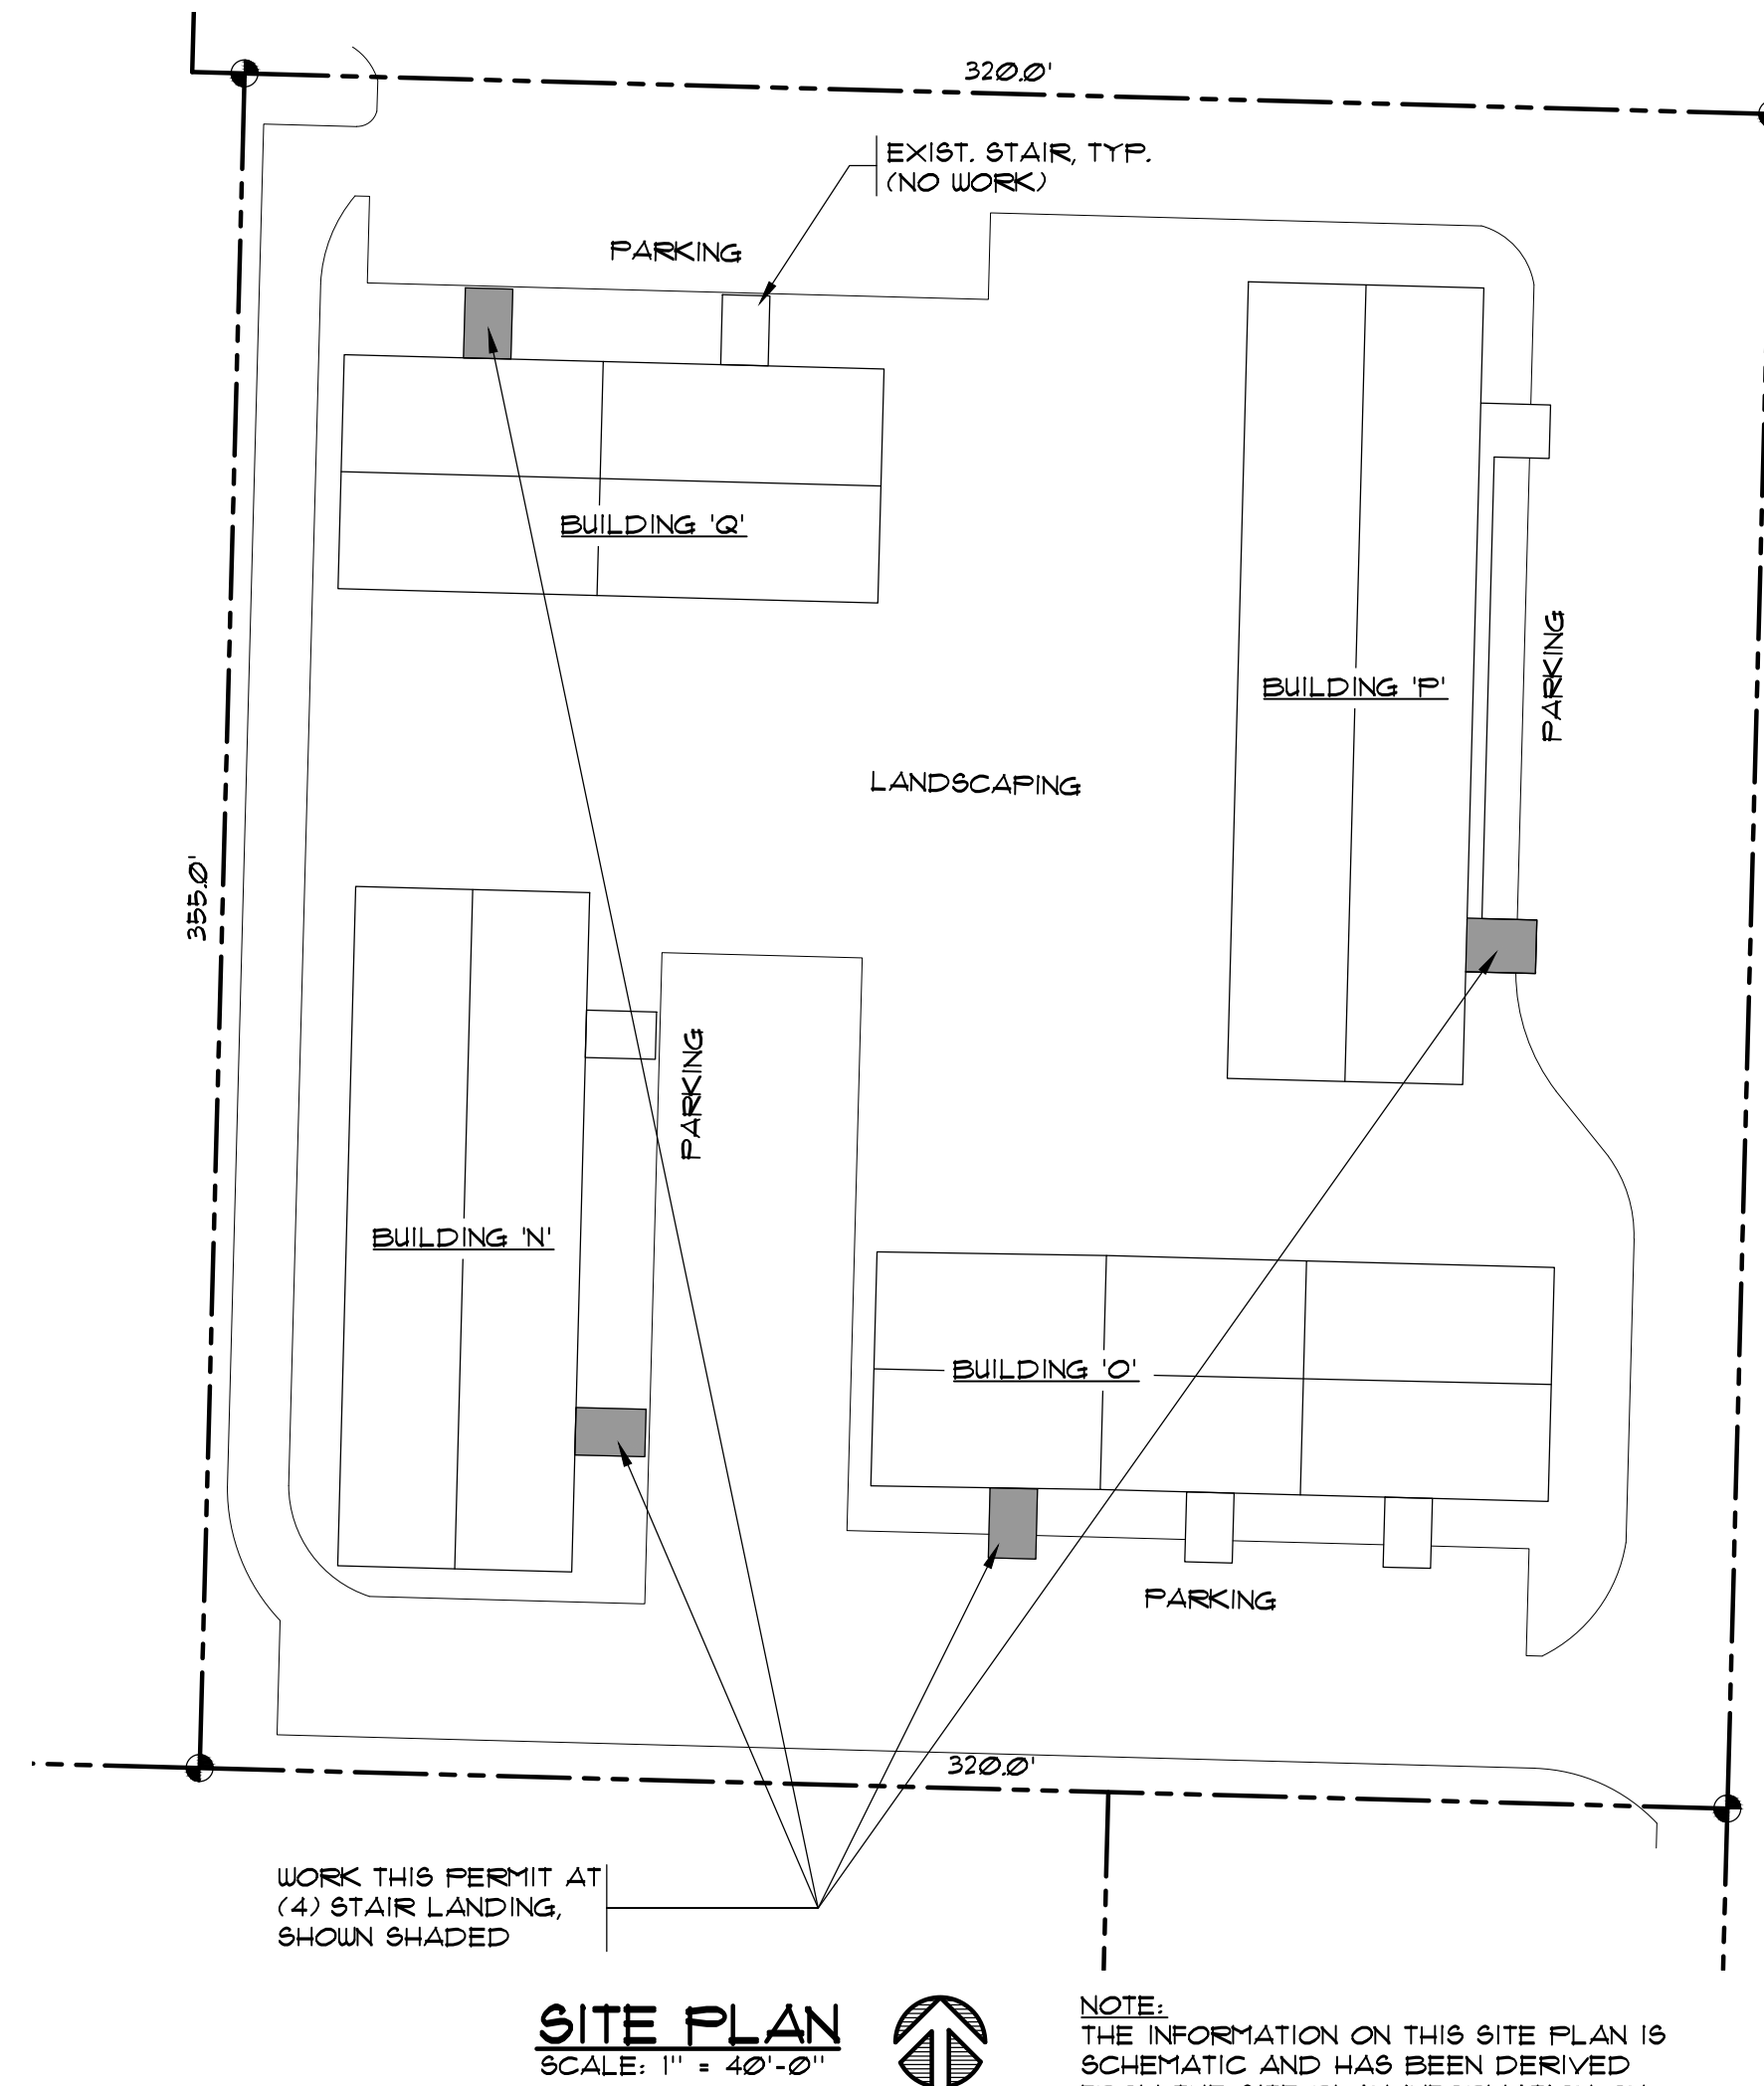 320.0'
EXIST. STAIR, TYP.
(NO WORK)
PARKING
BUILDING 'Q'
BUILDING 'P'
PARKING
LANDSCAPING
355.0'
PARKING
BUILDING 'N'
BUILDING 'O'
PARKING
320.0'
WORK THIS PERMIT AT
(4) STAIR LANDING,
SHOWN SHADED
SITE PLAN
SCALE: 1" = 40'-0"
NOTE:
THE INFORMATION ON THIS SITE PLAN IS
SCHEMATIC AND HAS BEEN DERIVED